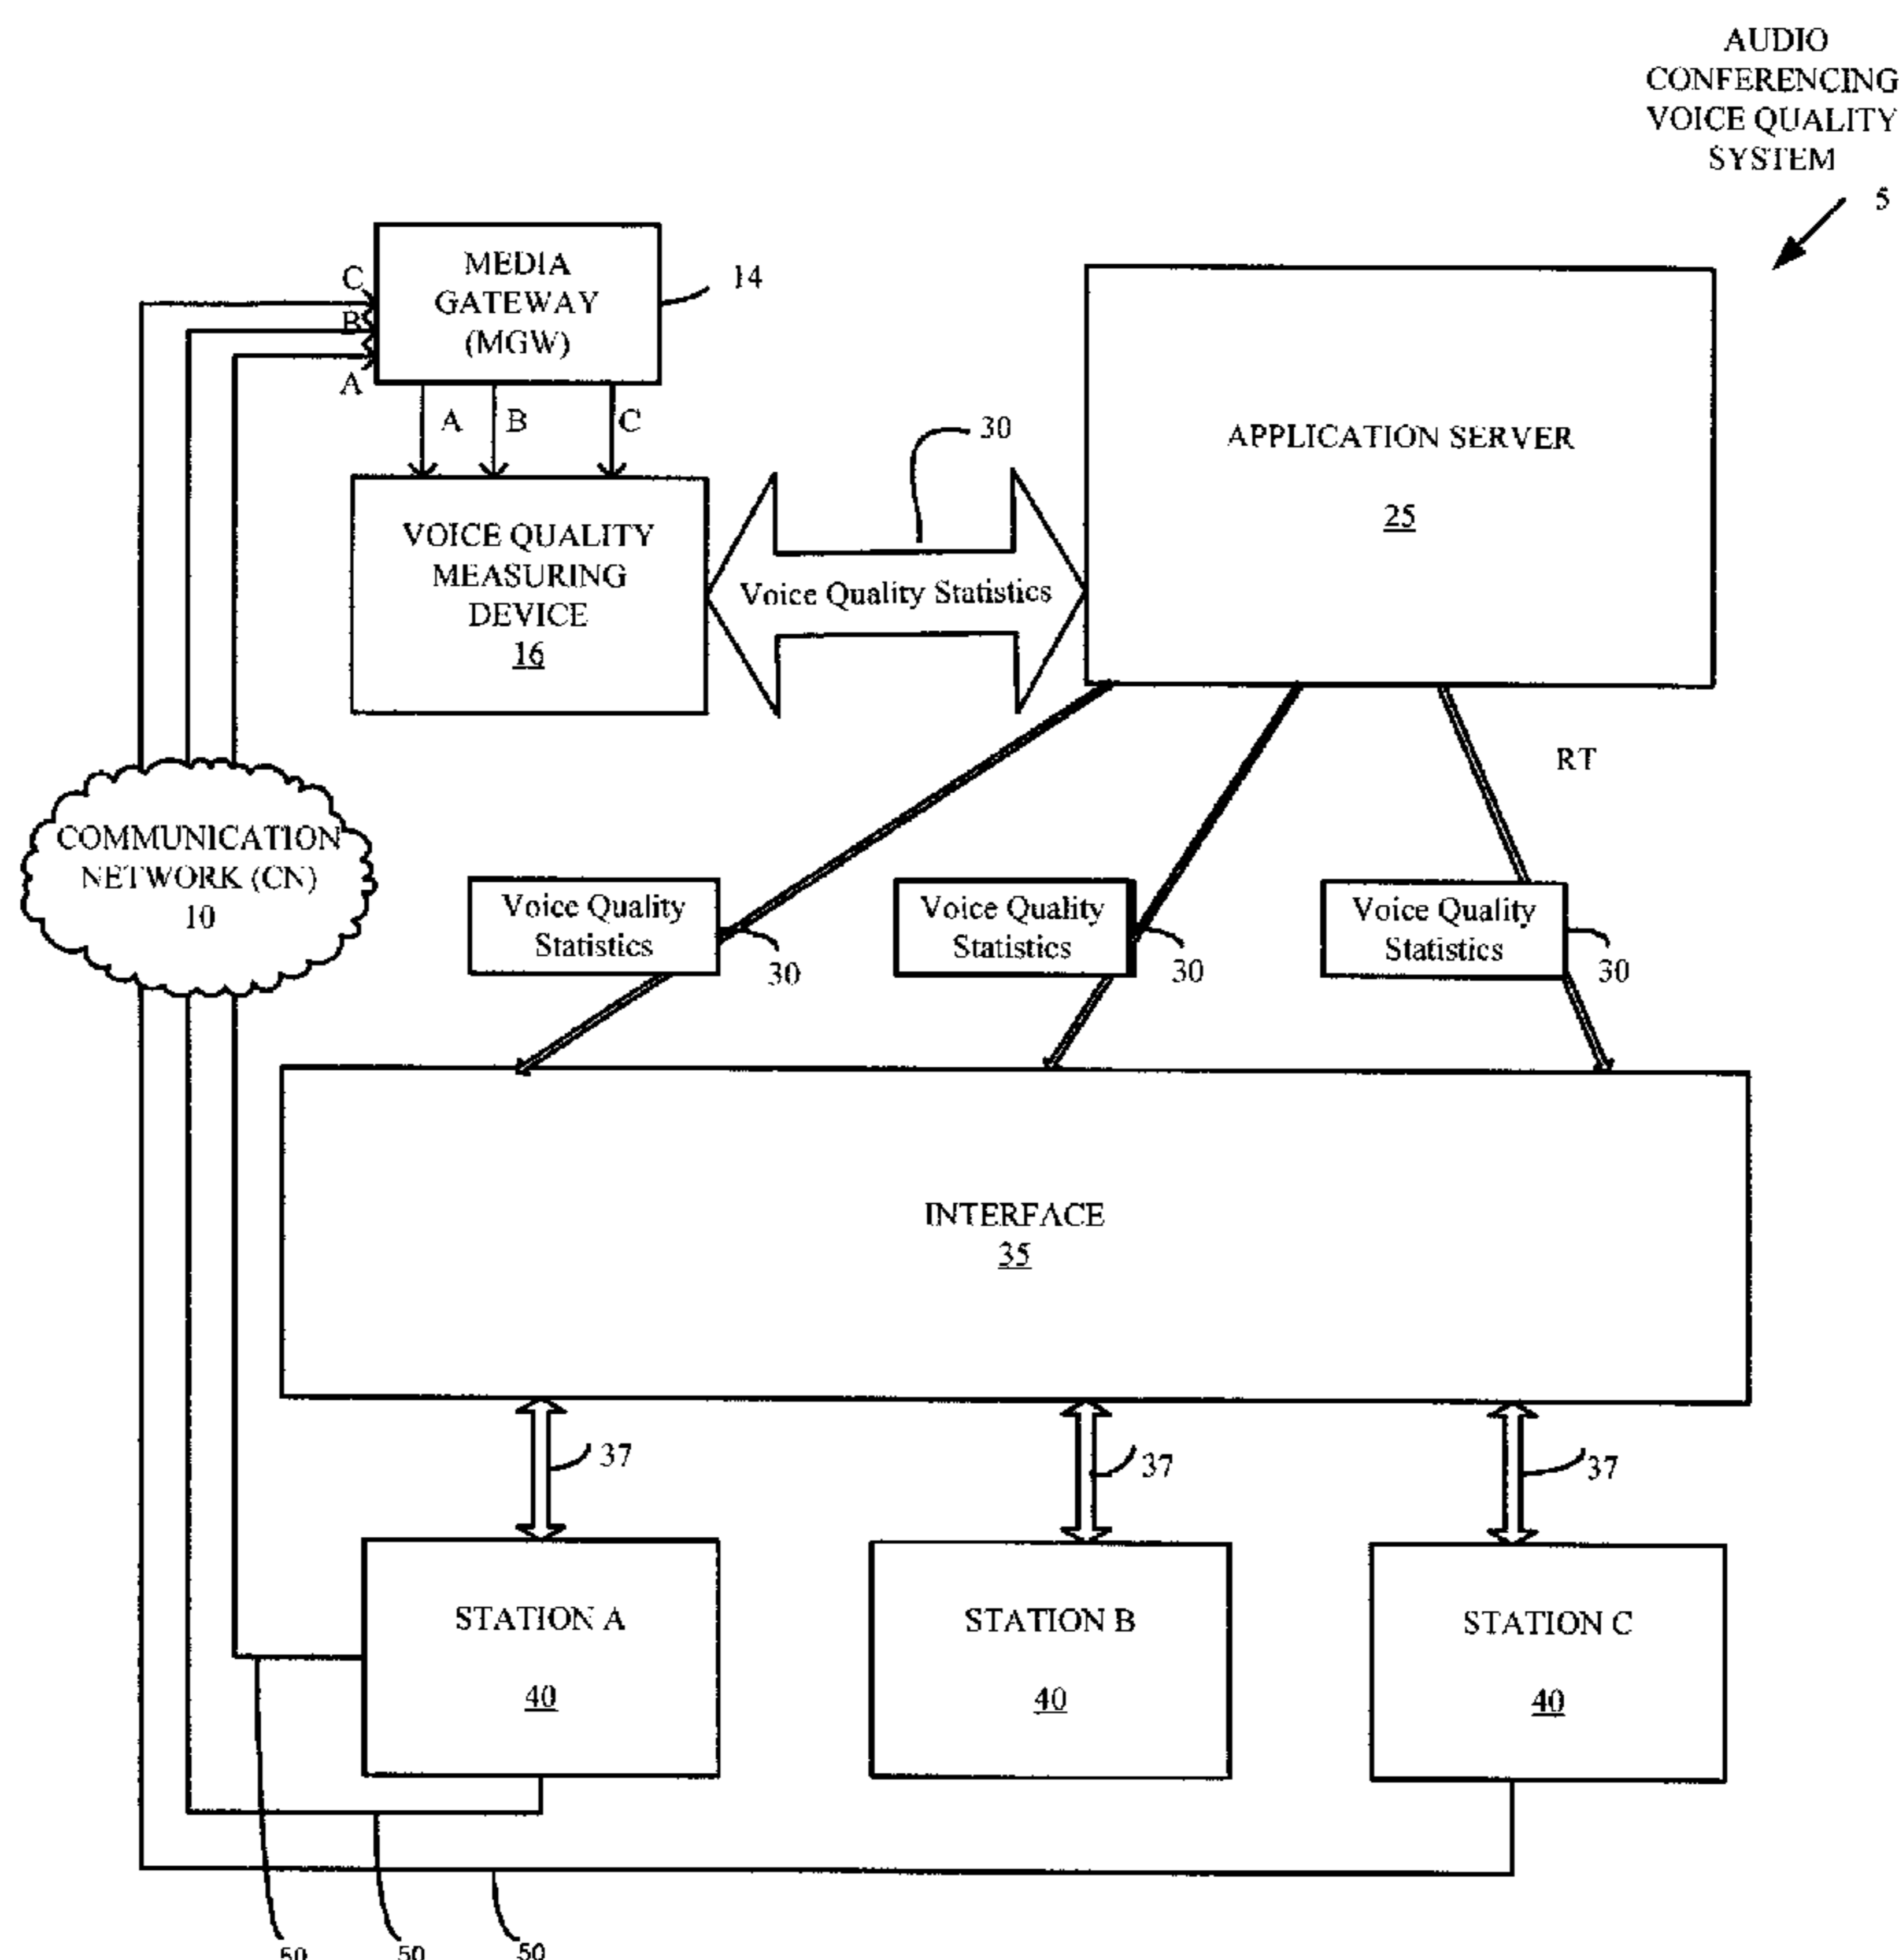 AUDIO
CONFERENCING
VOICE QUALITY
SYSTEM
5
MEDIA
GATEWAY
(MGW)
14
C
B
A
A
B
C
APPLICATION SERVER
25
30
VOICE QUALITY
MEASURING
DEVICE
16
Voice Quality Statistics
RT
COMMUNICATION
NETWORK (CN)
10
Voice Quality
Statistics
30
Voice Quality
Statistics
30
Voice Quality
Statistics
30
INTERFACE
35
37
37
37
STATION A
40
STATION B
40
STATION C
40
50
50
50